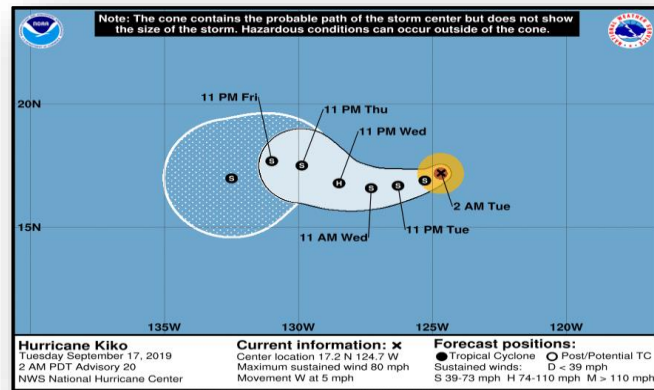 Note: The cone contains the probable path of the storm center but does not show
the size of the storm. Hazardous conditions can occur outside of the cone.
NOAA
20N
11 PM Fri
11 PM Thu
11 PM Wed
S
S
H
S
S
S
S
2 AM Tue
15N
11 AM Wed
11 PM Tue
135W
130W
125W
120W
Hurricane Kiko
Tuesday September 17, 2019
2 AM PDT Advisory 20
NWS National Hurricane Center
Current information: ×
Center location 17.2 N 124.7 W
Maximum sustained wind 80 mph
Movement W at 5 mph
Forecast positions:
● Tropical Cyclone ○ Post/Potential TC
Sustained winds: D < 39 mph
S 39-73 mph H 74-110 mph M > 110 mph